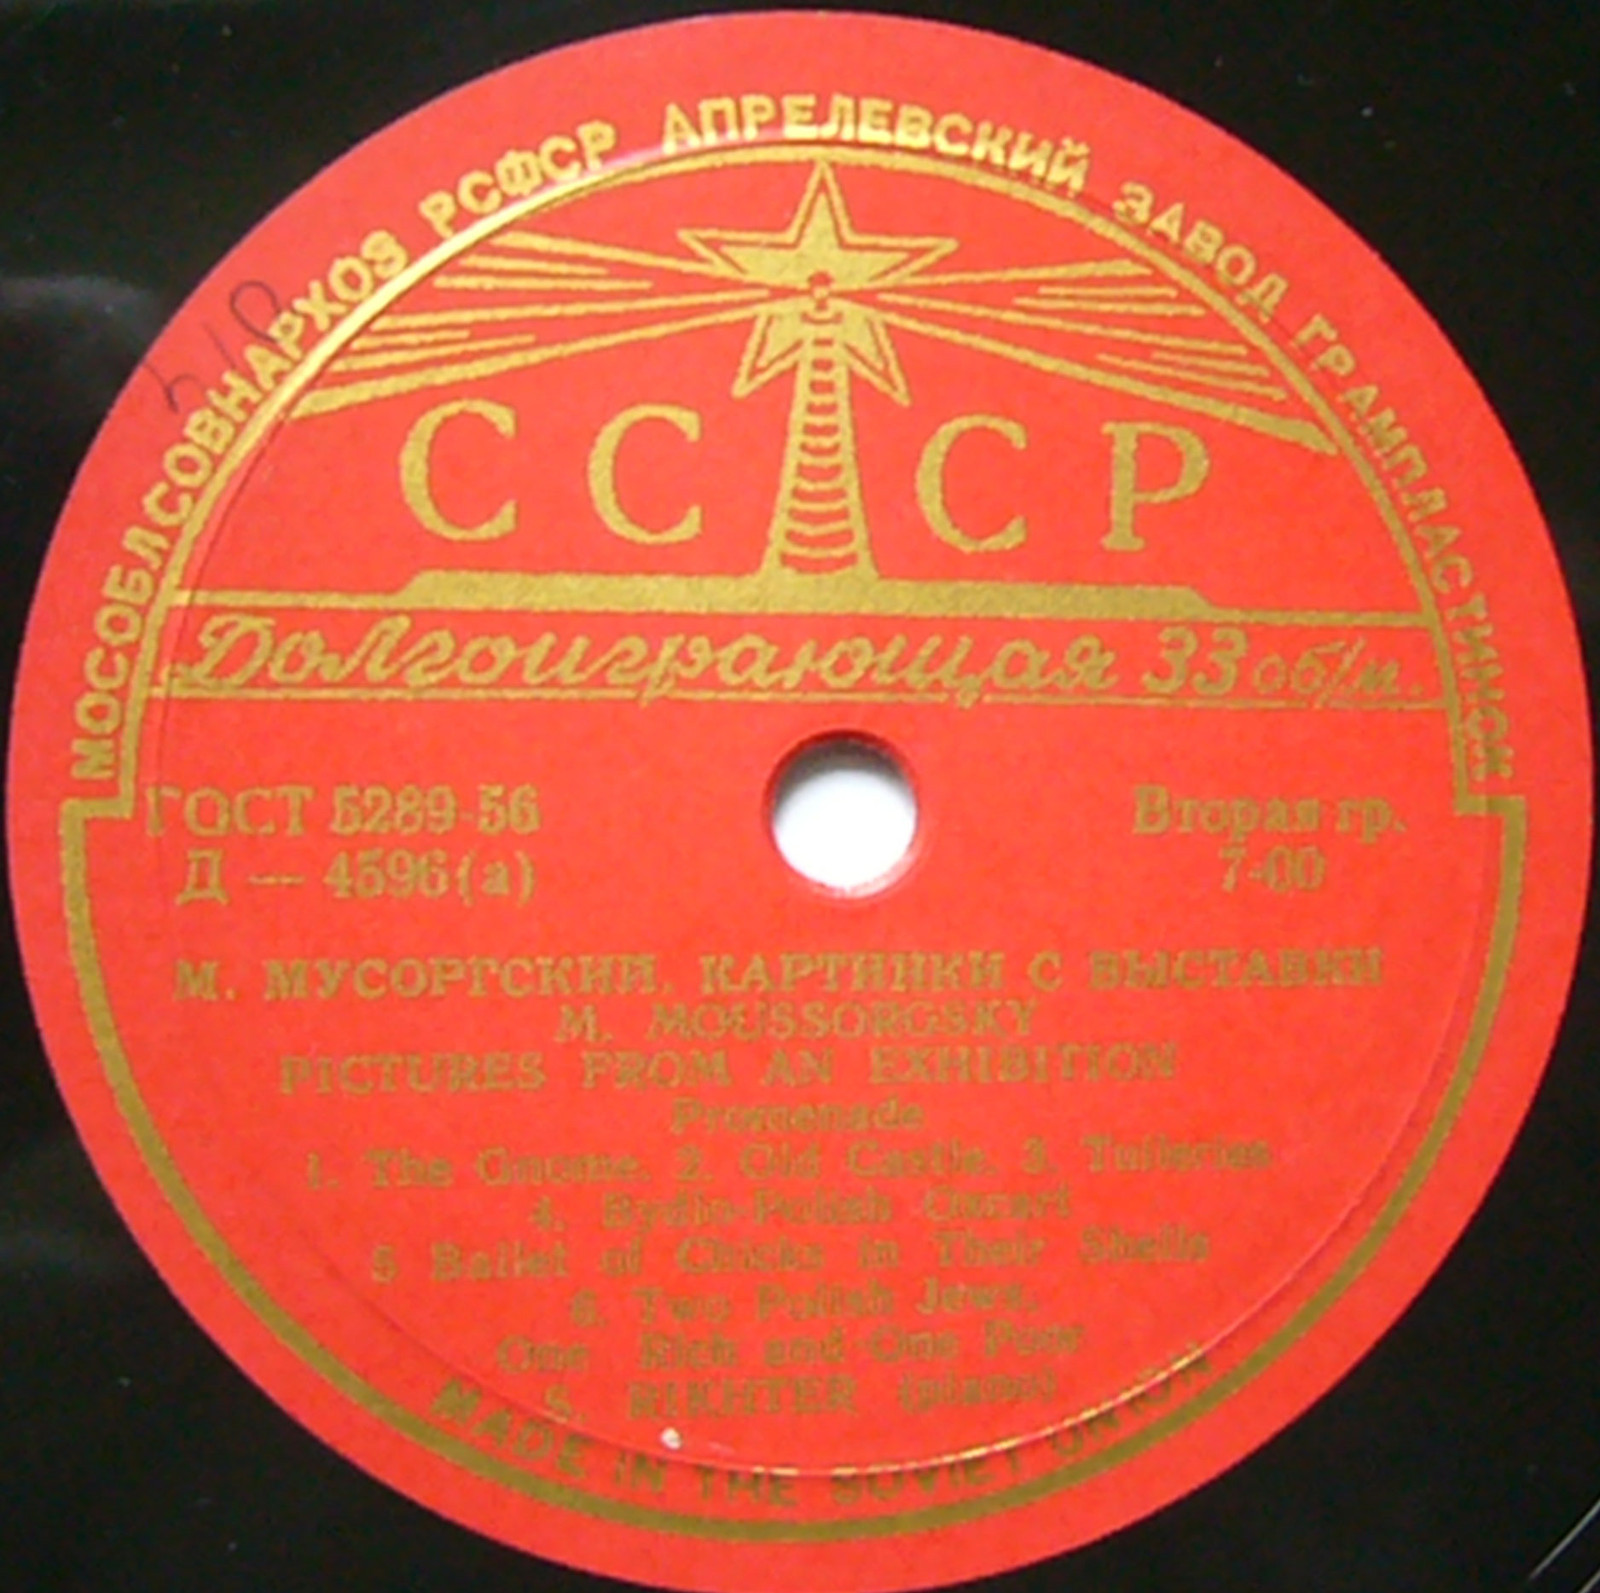 МОСОБЛСОВНАРХОЗ РСФСР АПРЕЛЕВСКИЙ ЗАВОД ГРАМПЛАСТИНОК
СССР
Долгоиграющая 33 об/м.
ГОСТ 5289-56
Д — 4596(а)
Вторая гр.
7-00
М. МУСОРГСКИЙ. КАРТИНКИ С ВЫСТАВКИ
M. MOUSSORGSKY
PICTURES FROM AN EXHIBITION
Promenade
1. The Gnome. 2. Old Castle. 3. Tuileries
4. Bydlo-Polish Oxcart
5 Ballet of Chicks in Their Shells
6. Two Polish Jews.
One Rich and One Poor
S. RIKHTER (piano)
MADE IN THE SOVIET UNION